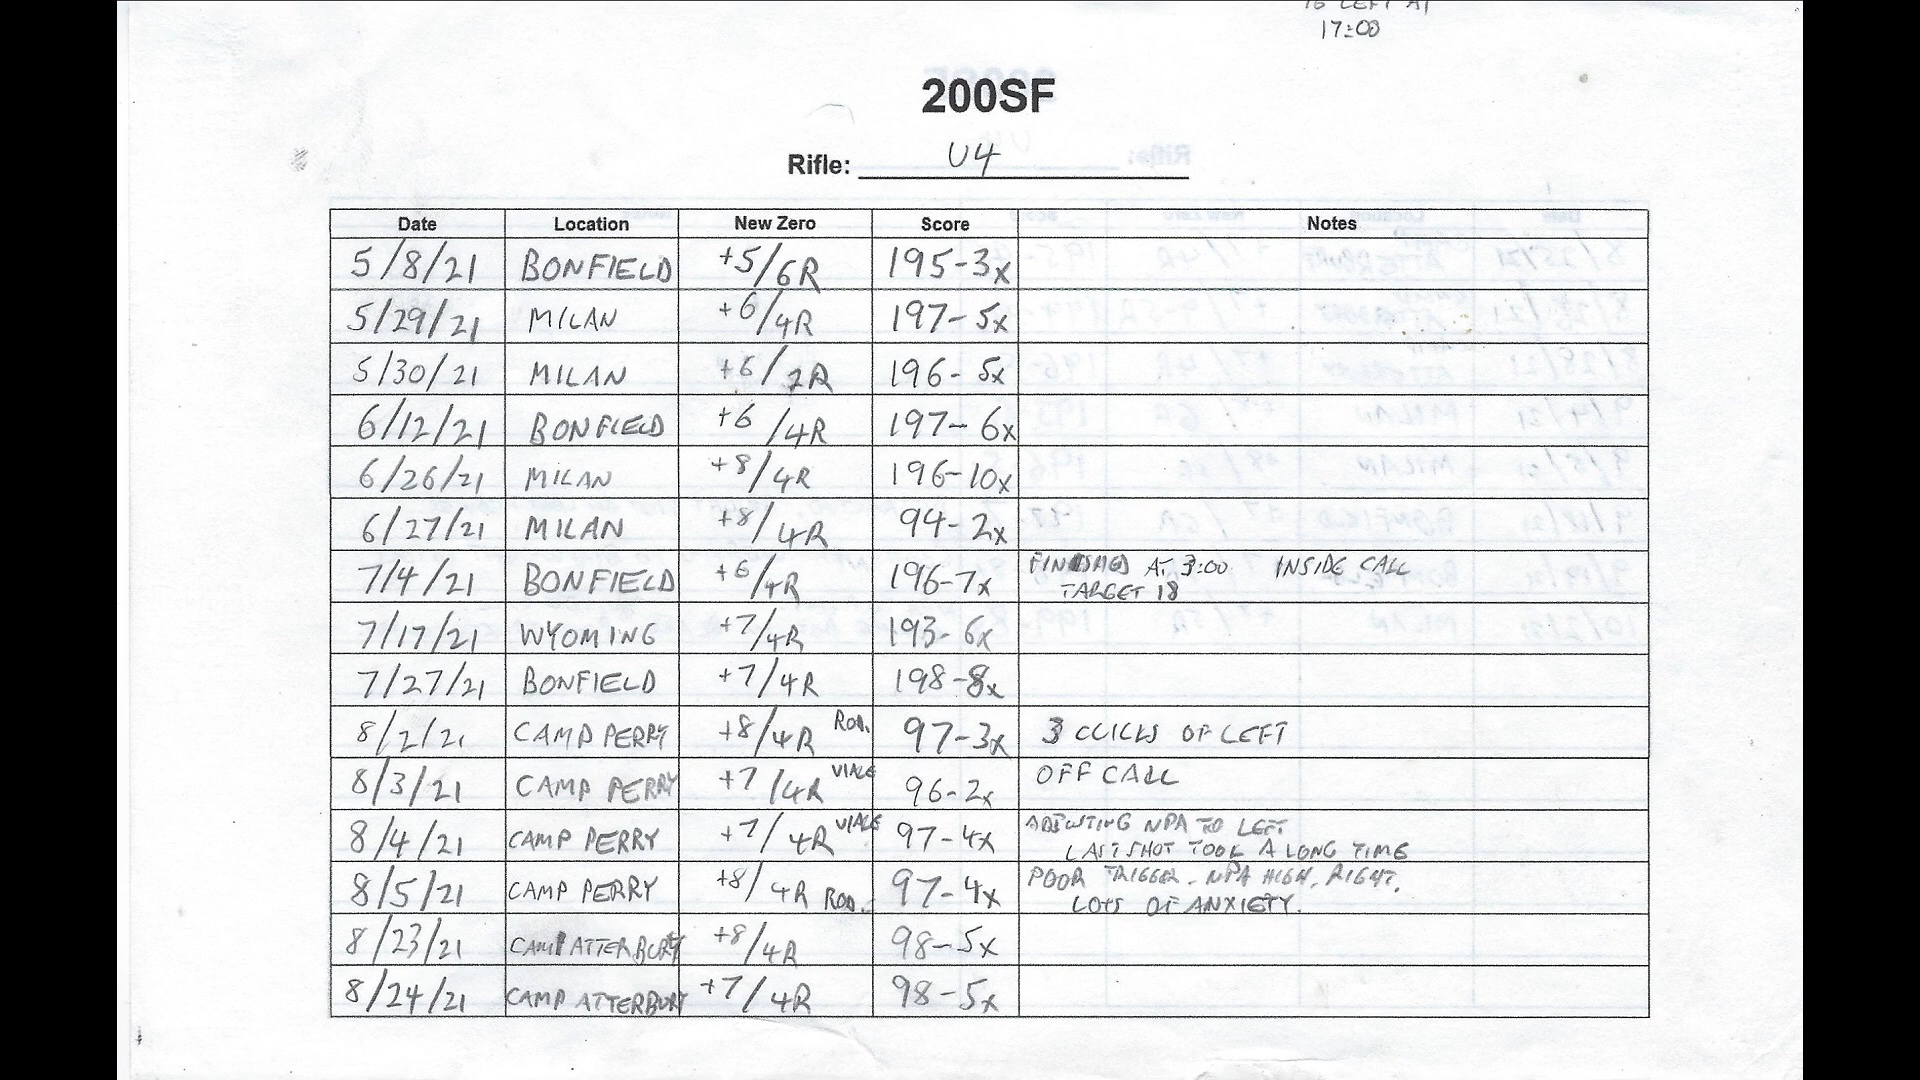 17:00
200SF
Rifle: U4
Date Location New Zero Score Notes
5/8/21 BONFIELD +5/6R 195-3x
5/29/21 MILAN +6/4R 197-5x
5/30/21 MILAN +6/2R 196-5x
6/12/21 BONFIELD +6/4R 197-6x
6/26/21 MILAN +8/4R 196-10x
6/27/21 MILAN +8/4R 94-2x
7/4/21 BONFIELD +6/4R 196-7x FINISHED AT 3:00 INSIDE CALL
TARGET 18
7/17/21 WYOMING +7/4R 193-6x
7/27/21 BONFIELD +7/4R 198-8x
8/2/21 CAMP PERRY +8/4R ROD. 97-3x 3 CLICKS OF LEFT
8/3/21 CAMP PERRY +7/4R VIALE 96-2x OFF CALL
8/4/21 CAMP PERRY +7/4R VIALE 97-4x ADJUSTING NPA TO LEFT
LAST SHOT TOOK A LONG TIME
8/5/21 CAMP PERRY +8/4R ROD. 97-4x POOR TRIGGER. NPA HIGH, RIGHT.
LOTS OF ANXIETY.
8/23/21 CAMP ATTERBURY +8/4R 98-5x
8/24/21 CAMP ATTERBURY +7/4R 98-5x